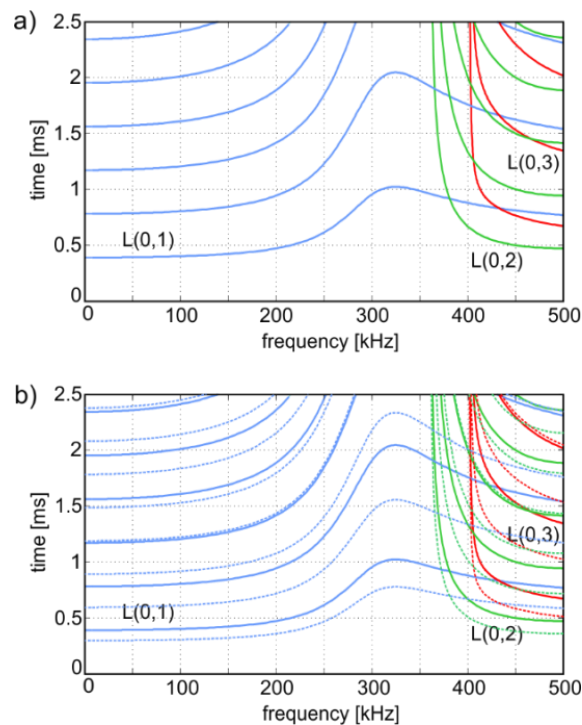 a)
2.5
2
1.5
1
0.5
0
time [ms]
L(0,1)
L(0,3)
L(0,2)
0
100
200
300
400
500
frequency [kHz]
b)
2.5
2
1.5
1
0.5
0
time [ms]
L(0,1)
L(0,3)
L(0,2)
0
100
200
300
400
500
frequency [kHz]